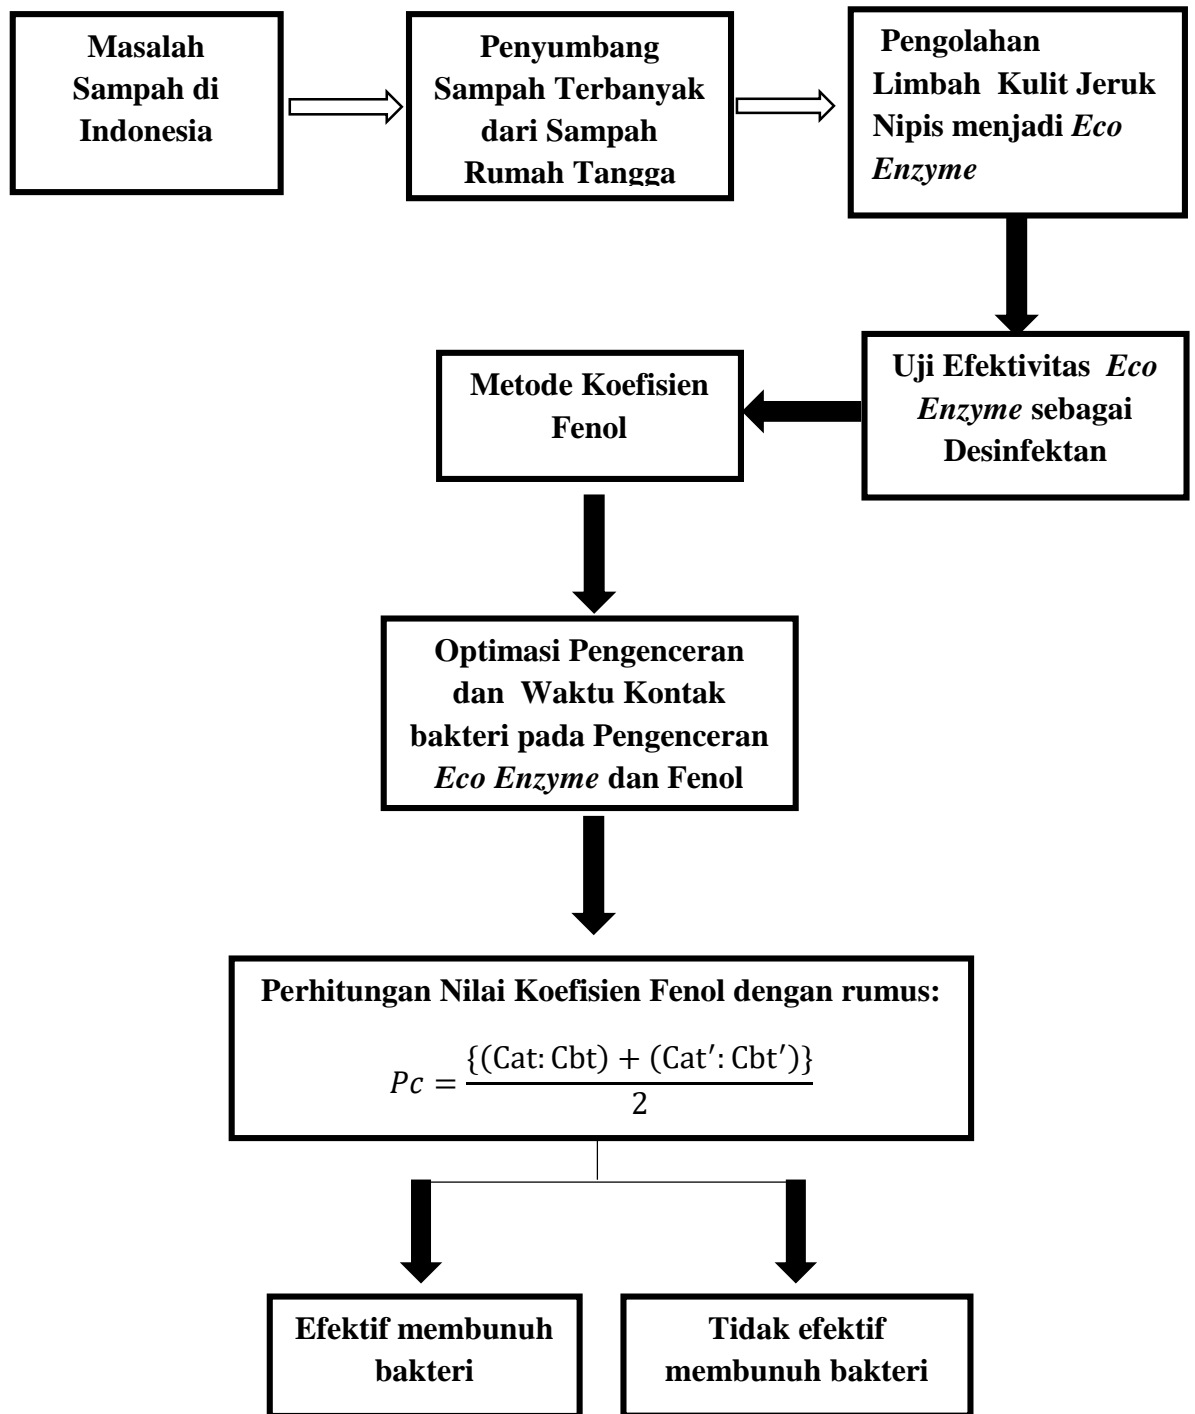 Masalah
Sampah di
Indonesia
Penyumbang
Sampah Terbanyak
dari Sampah
Rumah Tangga
Pengolahan
Limbah Kulit Jeruk
Nipis menjadi Eco
Enzyme
Uji Efektivitas Eco
Enzyme sebagai
Desinfektan
Metode Koefisien
Fenol
Optimasi Pengenceran
dan Waktu Kontak
bakteri pada Pengenceran
Eco Enzyme dan Fenol
Perhitungan Nilai Koefisien Fenol dengan rumus:
Pc = {(Cat: Cbt) + (Cat′: Cbt′)}
2
Efektif membunuh
bakteri
Tidak efektif
membunuh bakteri